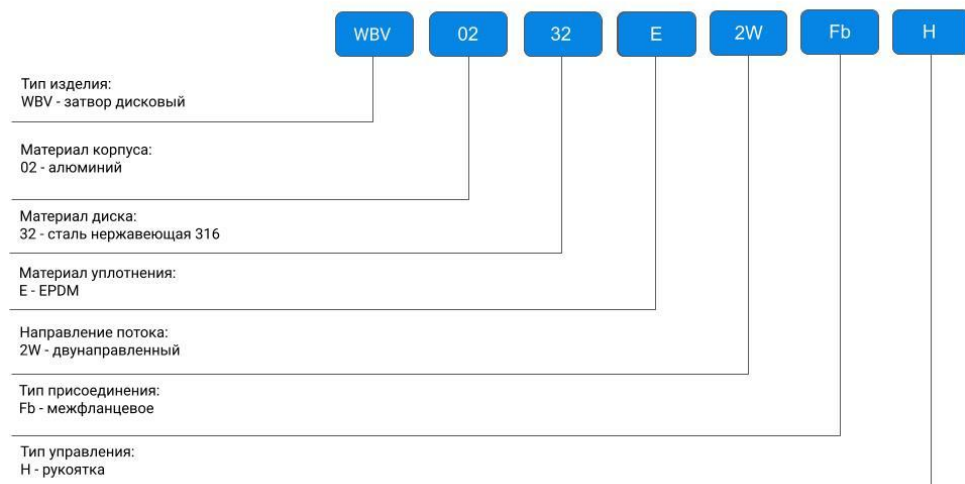 WBV 02 32 E 2W Fb H
Тип изделия:
WBV - затвор дисковый
Материал корпуса:
02 - алюминий
Материал диска:
32 - сталь нержавеющая 316
Материал уплотнения:
E - EPDM
Направление потока:
2W - двунаправленный
Тип присоединения:
Fb - межфланцевое
Тип управления:
H - рукоятка